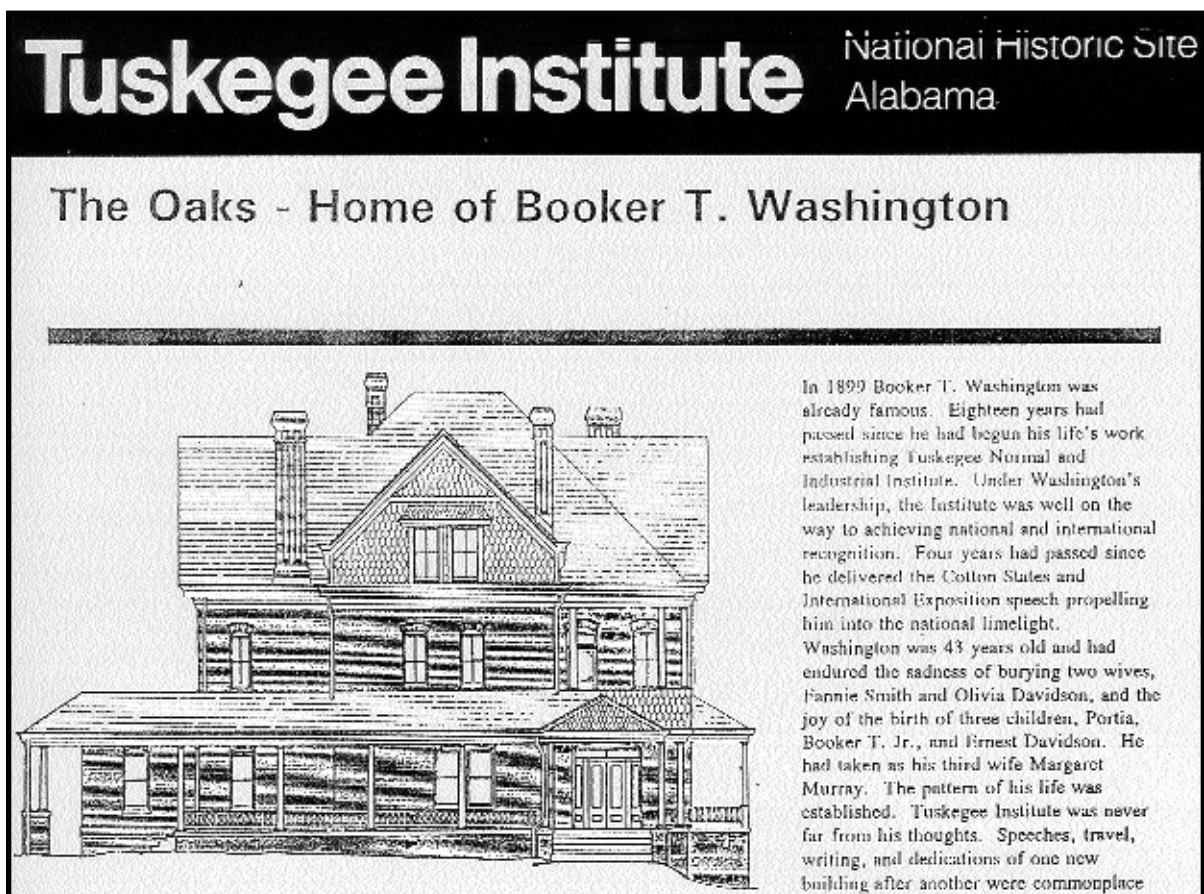 Tuskegee Institute
National Historic Site
Alabama
The Oaks - Home of Booker T. Washington
In 1899 Booker T. Washington was
already famous. Eighteen years had
passed since he had begun his life's work
establishing Tuskegee Normal and
Industrial Institute. Under Washington's
leadership, the Institute was well on the
way to achieving national and international
recognition. Four years had passed since
he delivered the Cotton States and
International Exposition speech propelling
him into the national limelight.
Washington was 43 years old and had
endured the sadness of burying two wives,
Fannie Smith and Olivia Davidson, and the
joy of the birth of three children, Portia,
Booker T. Jr., and Ernest Davidson. He
had taken as his third wife Margaret
Murray. The pattern of his life was
established. Tuskegee Institute was never
far from his thoughts. Speeches, travel,
writing, and dedications of one new
building after another were commonplace